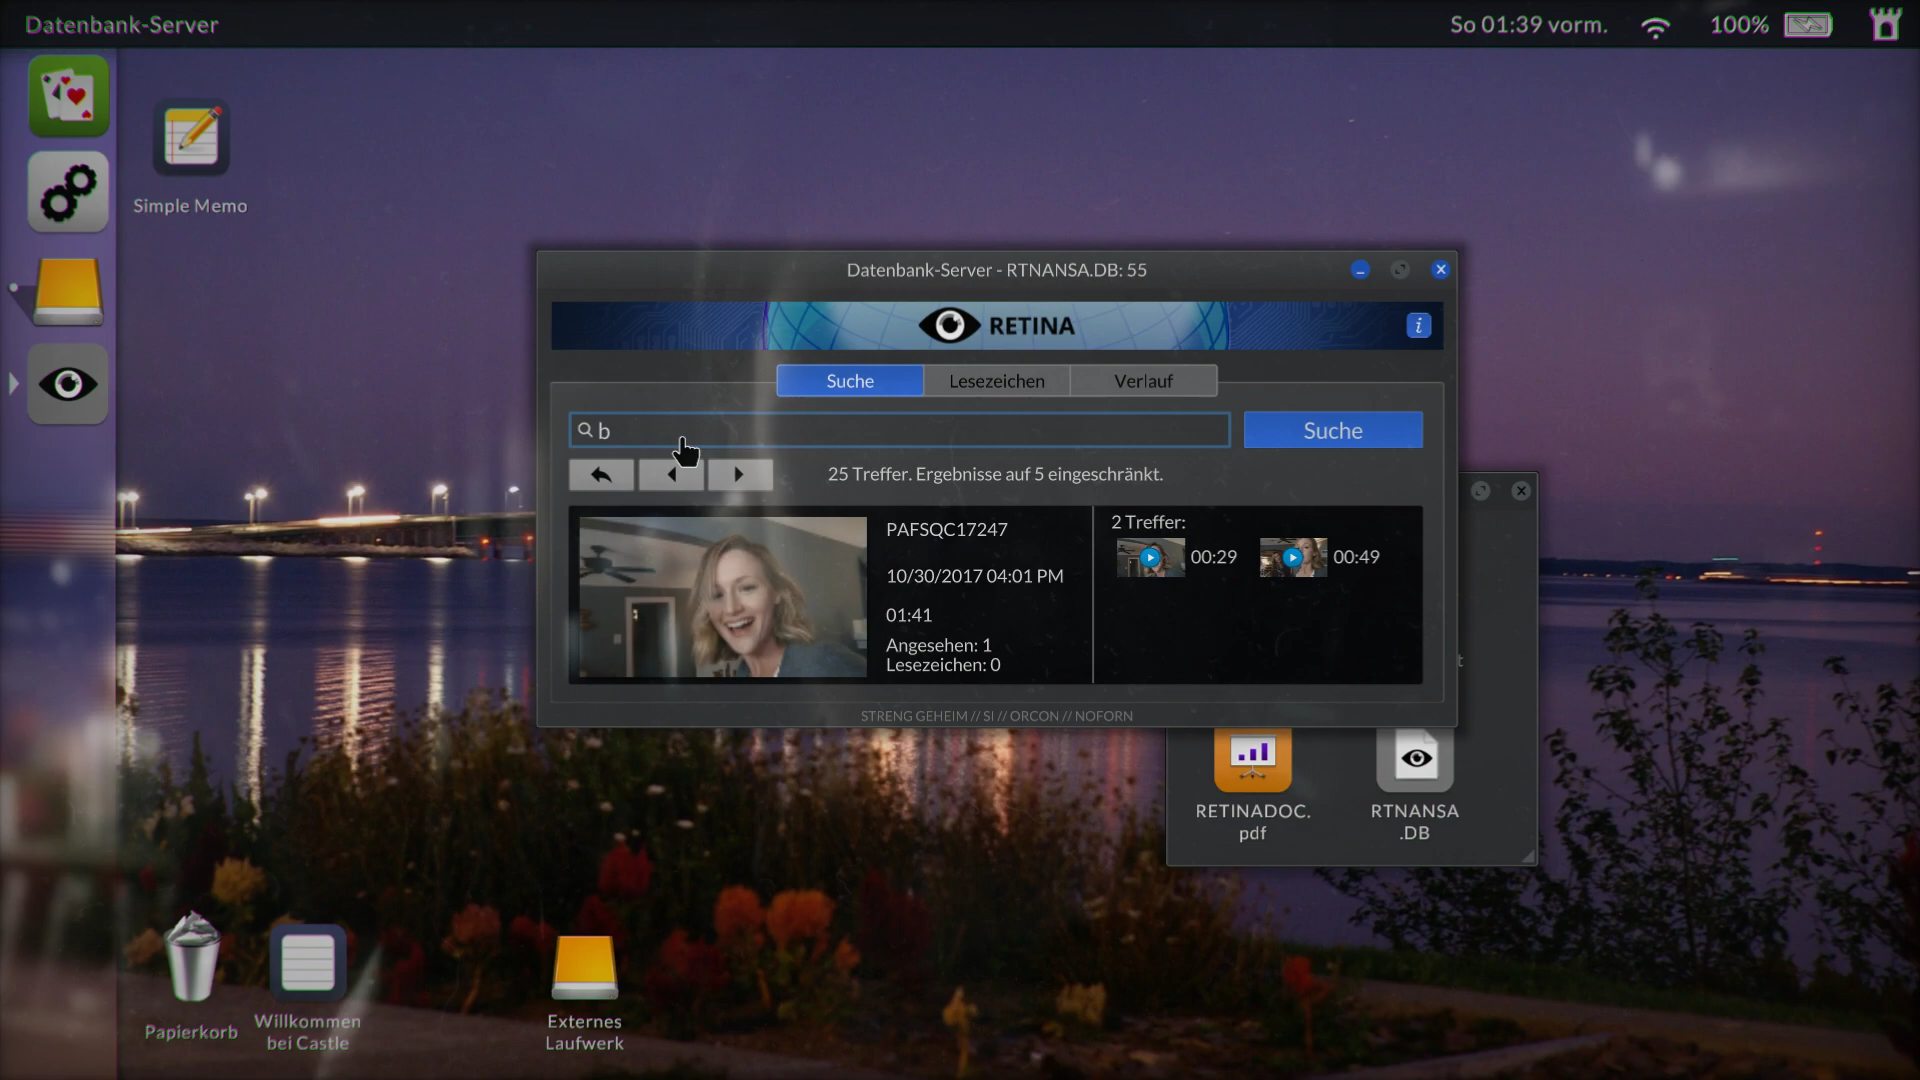 Datenbank-Server
So 01:39 vorm.
100%
Simple Memo
Datenbank-Server - RTNANSA.DB: 55
RETINA
i
Suche
Lesezeichen
Verlauf
b
Suche
25 Treffer. Ergebnisse auf 5 eingeschränkt.
PAFSQC17247
10/30/2017 04:01 PM
01:41
Angesehen: 1
Lesezeichen: 0
2 Treffer:
00:29
00:49
STRENG GEHEIM // SI // ORCON // NOFORN
t
RETINADOC.
pdf
RTNANSA
.DB
Papierkorb
Willkommen
bei Castle
Externes
Laufwerk